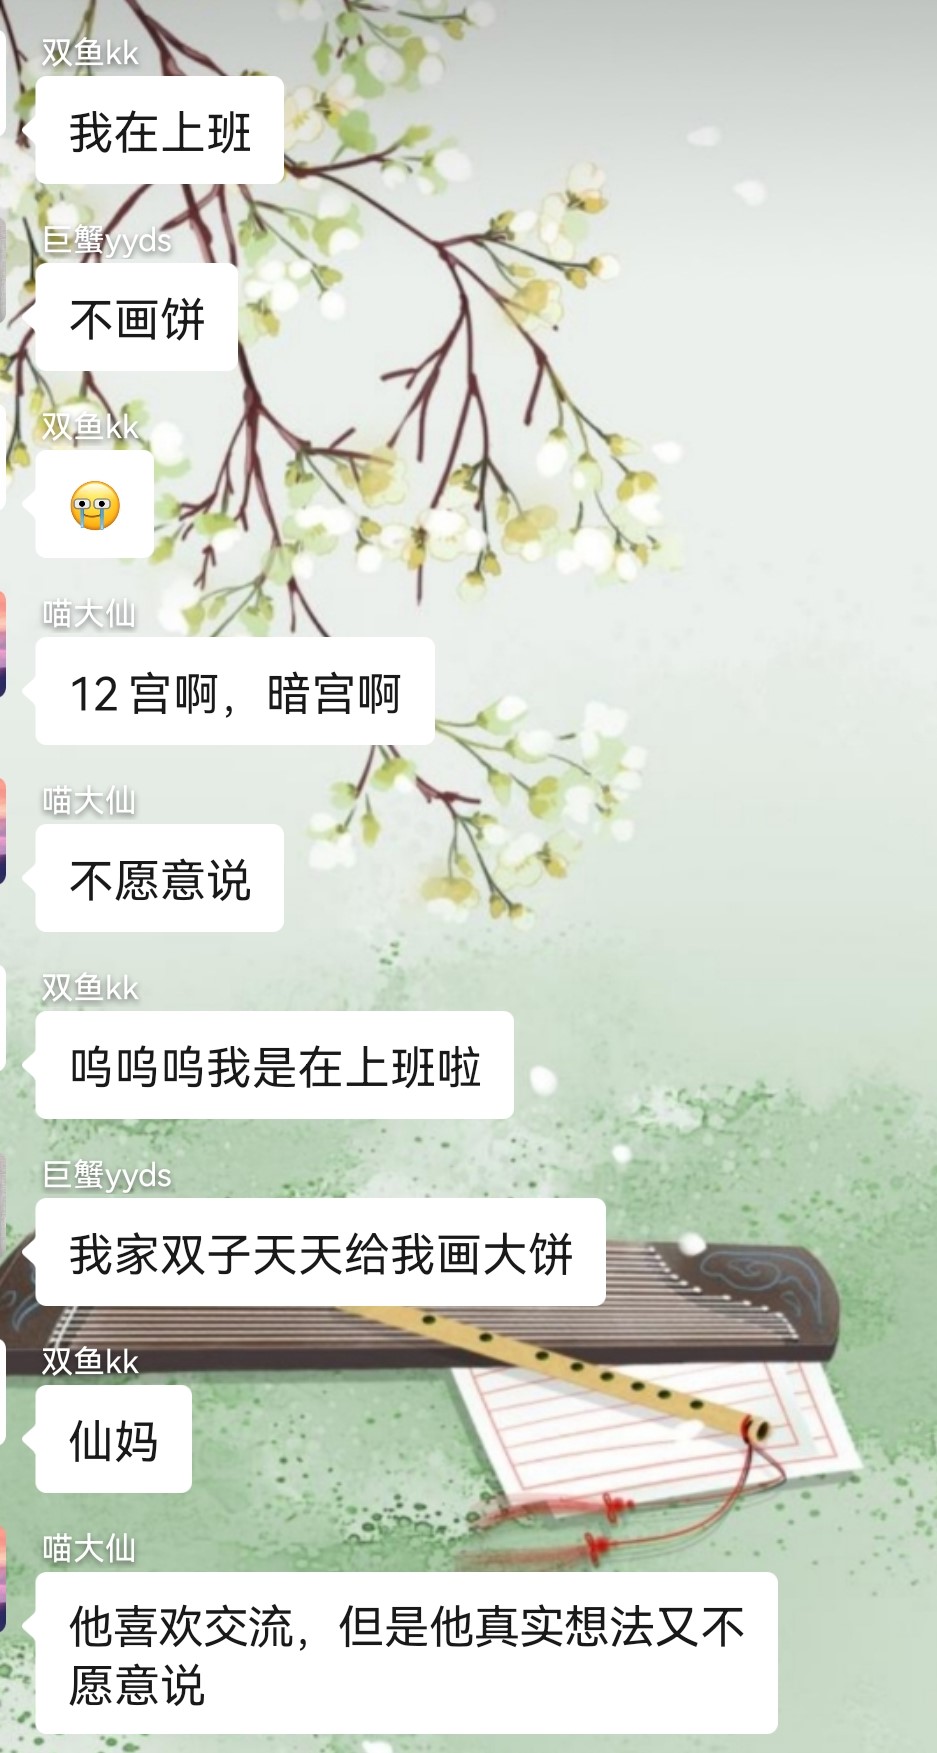 双鱼kk
我在上班
巨蟹yyds
不画饼
双鱼kk
喵大仙
12宫啊，暗宫啊
喵大仙
不愿意说
双鱼kk
呜呜呜我是在上班啦
巨蟹yyds
我家双子天天给我画大饼
双鱼kk
仙妈
喵大仙
他喜欢交流，但是他真实想法又不
愿意说